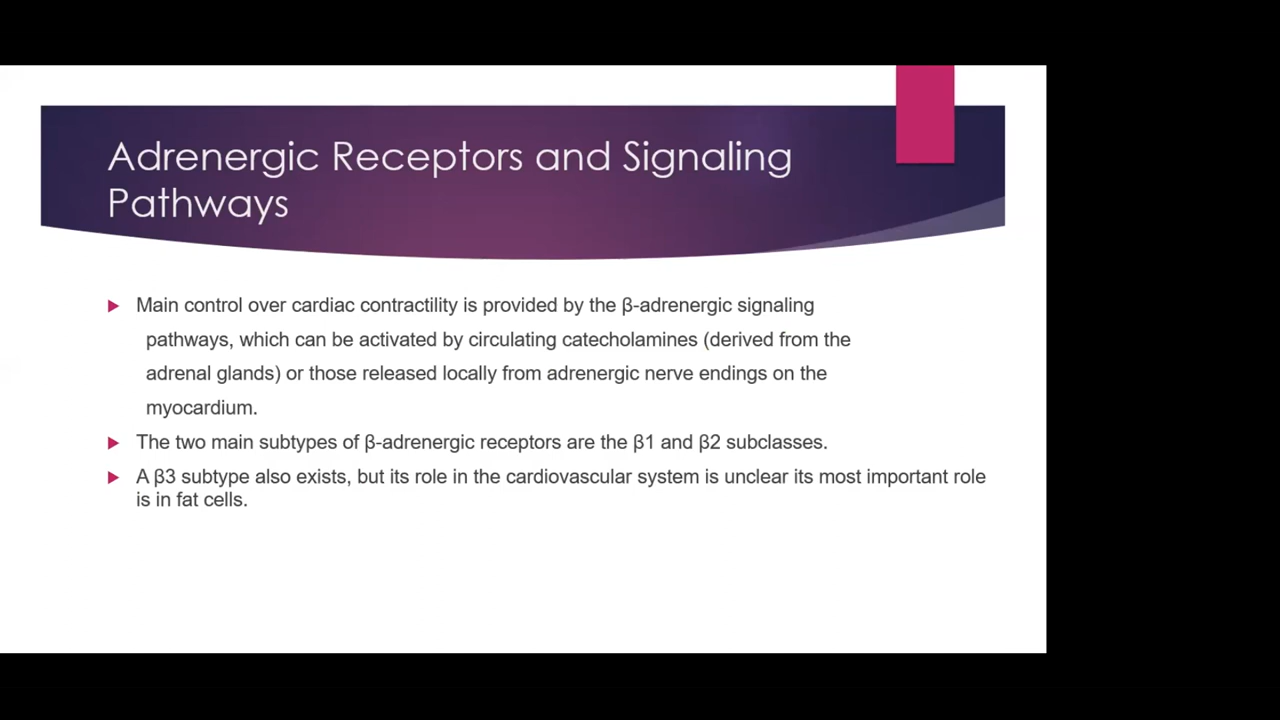 Adrenergic Receptors and Signaling
Pathways
Main control over cardiac contractility is provided by the β-adrenergic signaling
pathways, which can be activated by circulating catecholamines (derived from the
adrenal glands) or those released locally from adrenergic nerve endings on the
myocardium.
The two main subtypes of β-adrenergic receptors are the β1 and β2 subclasses.
A β3 subtype also exists, but its role in the cardiovascular system is unclear its most important role
is in fat cells.